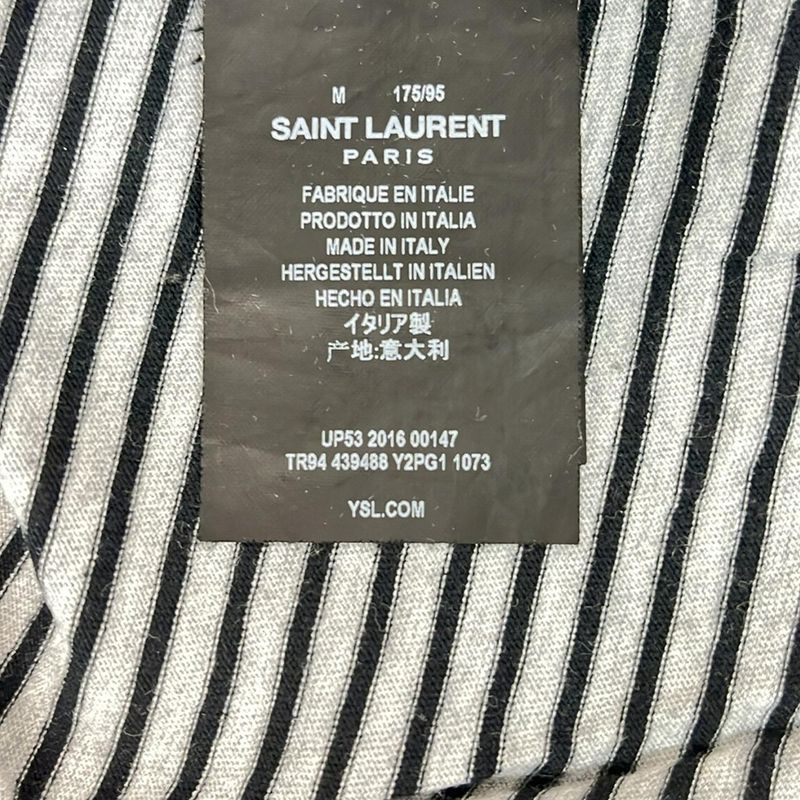 M 175/95
SAINT LAURENT
PARIS
FABRIQUE EN ITALIE
PRODOTTO IN ITALIA
MADE IN ITALY
HERGESTELLT IN ITALIEN
HECHO EN ITALIA
イタリア製
产地:意大利
UP53 2016 00147
TR94 439488 Y2PG1 1073
YSL.COM